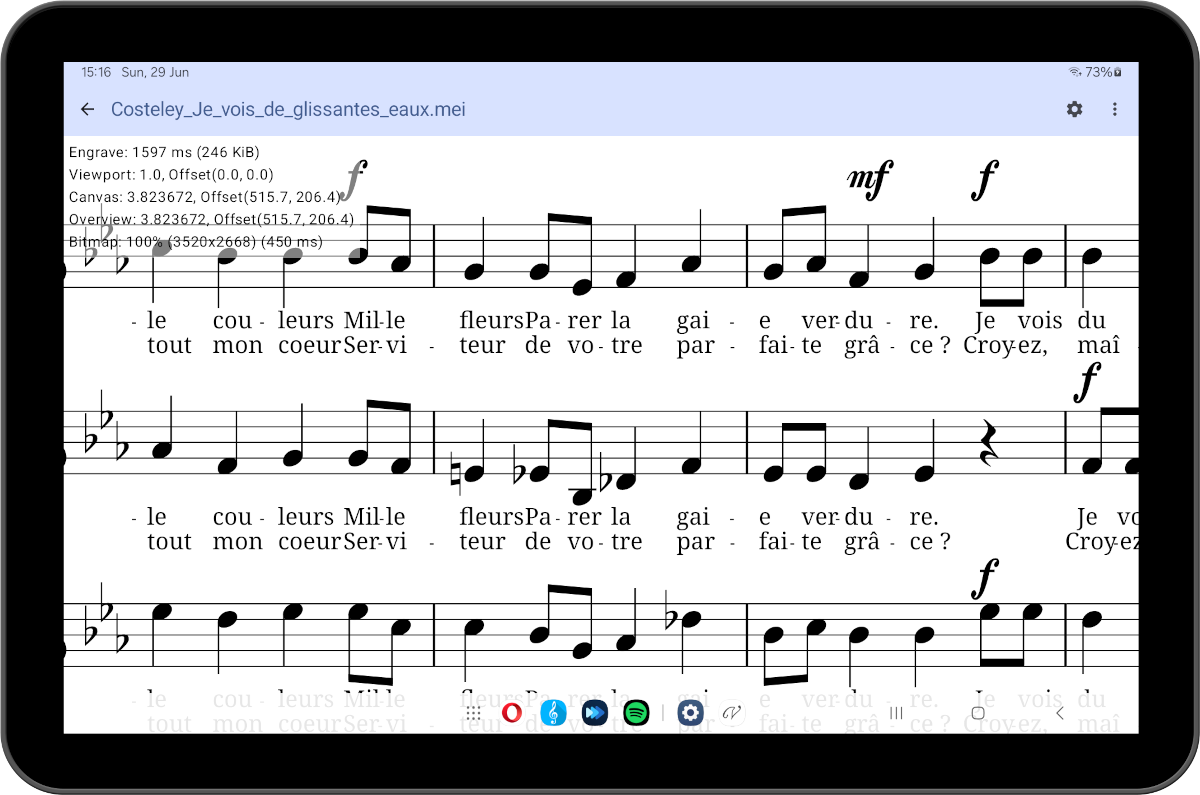 15:16 Sun, 29 Jun
73%
Costeley_Je_vois_de_glissantes_eaux.mei
Engrave: 1597 ms (246 KiB)
Viewport: 1.0, Offset(0.0, 0.0)
Canvas: 3.823672, Offset(515.7, 206.4)
Overview: 3.823672, Offset(515.7, 206.4)
Bitmap: 100% (3520x2668) (450 ms)
f mf f
- le cou - leurs Mil-le fleurs Pa - rer la gai - e ver-du - re. Je vois du
tout mon coeur Ser-vi - teur de vo - tre par - fai - te grâ - ce ? Croy-ez, maî -
f
- le cou - leurs Mil-le fleurs Pa - rer la gai - e ver-du - re. Je vo
tout mon coeur Ser-vi - teur de vo - tre par - fai - te grâ - ce ? Croy-ez
f
- le cou - leurs Mil-le fleurs Pa - rer la gai - e ver-du - re. Je vois du
tout mon coeur Ser-vi - teur de vo - tre par - fai - te grâ - ce ? Croy-ez, maî -